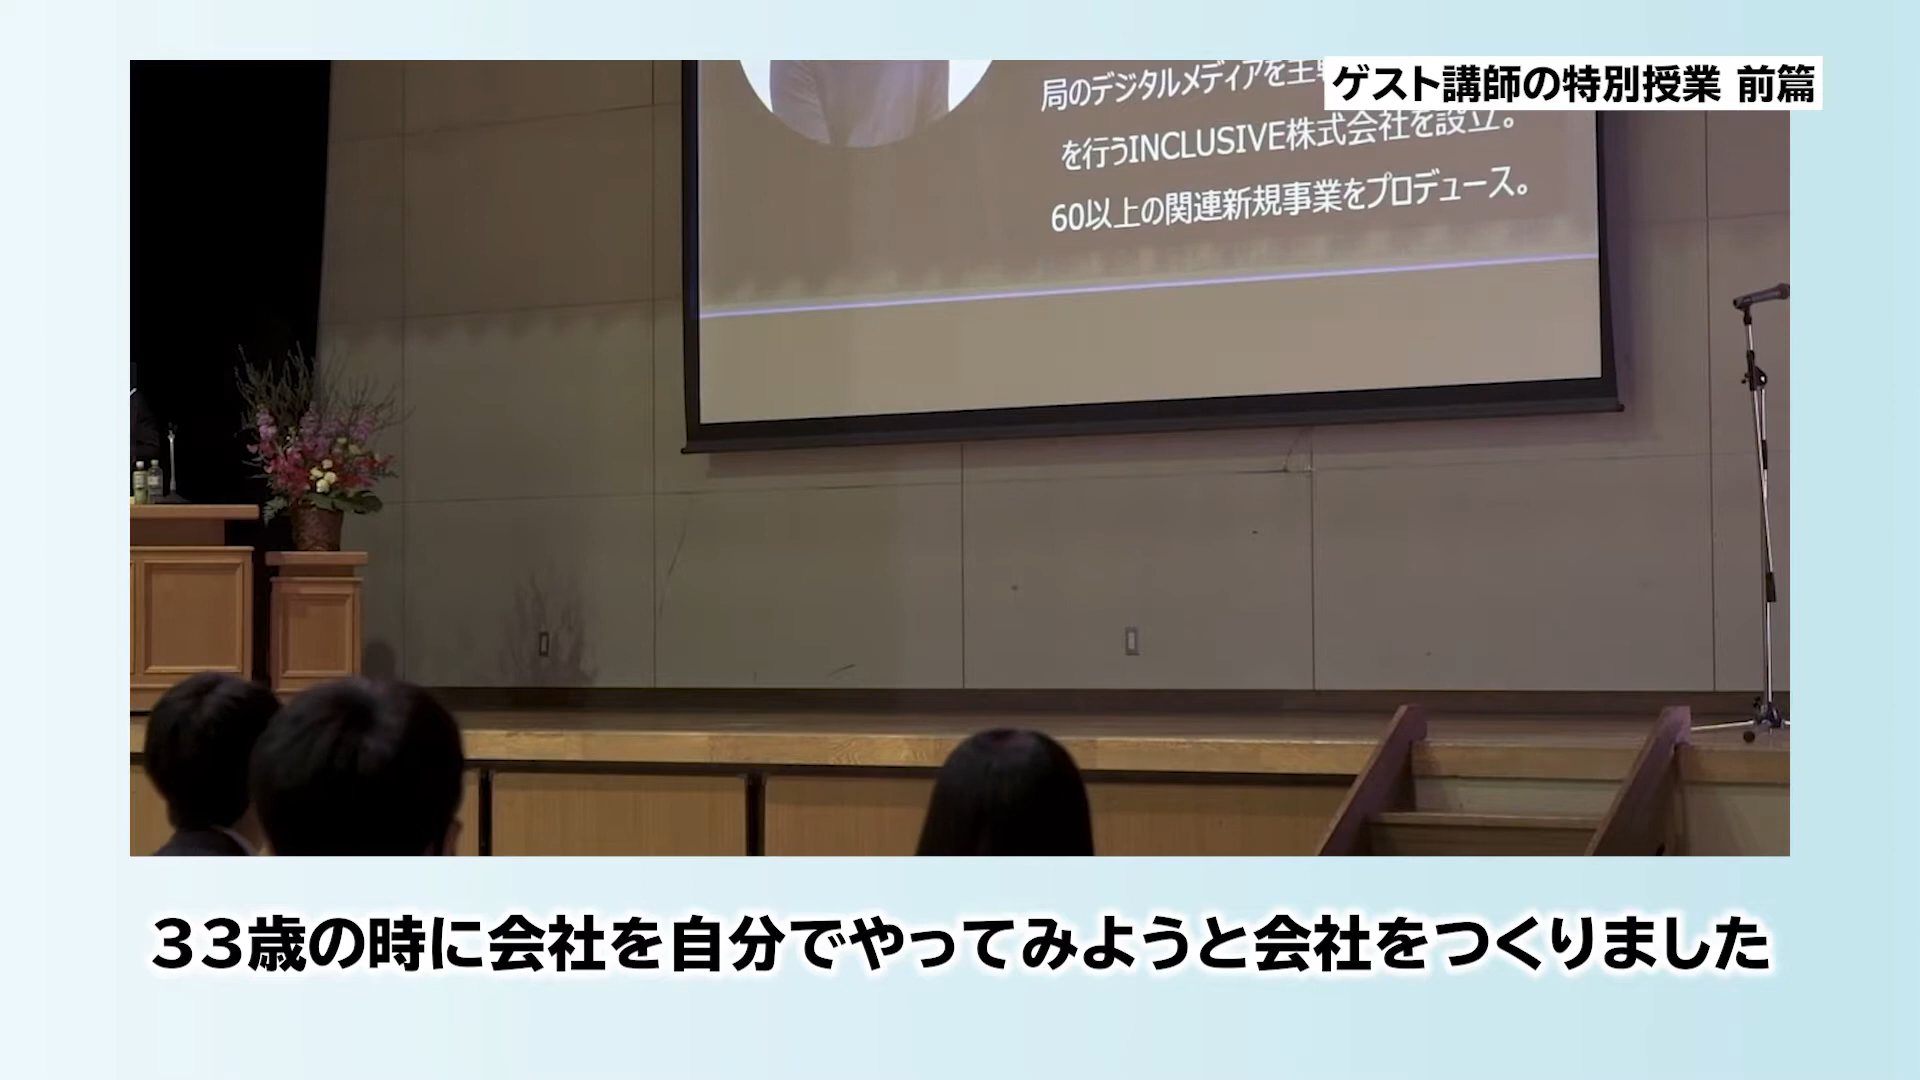 ゲスト講師の特別授業 前篇
局のデジタルメディアを主
を行うINCLUSIVE株式会社を設立。
60以上の関連新規事業をプロデュース。
33歳の時に会社を自分でやってみようと会社をつくりました